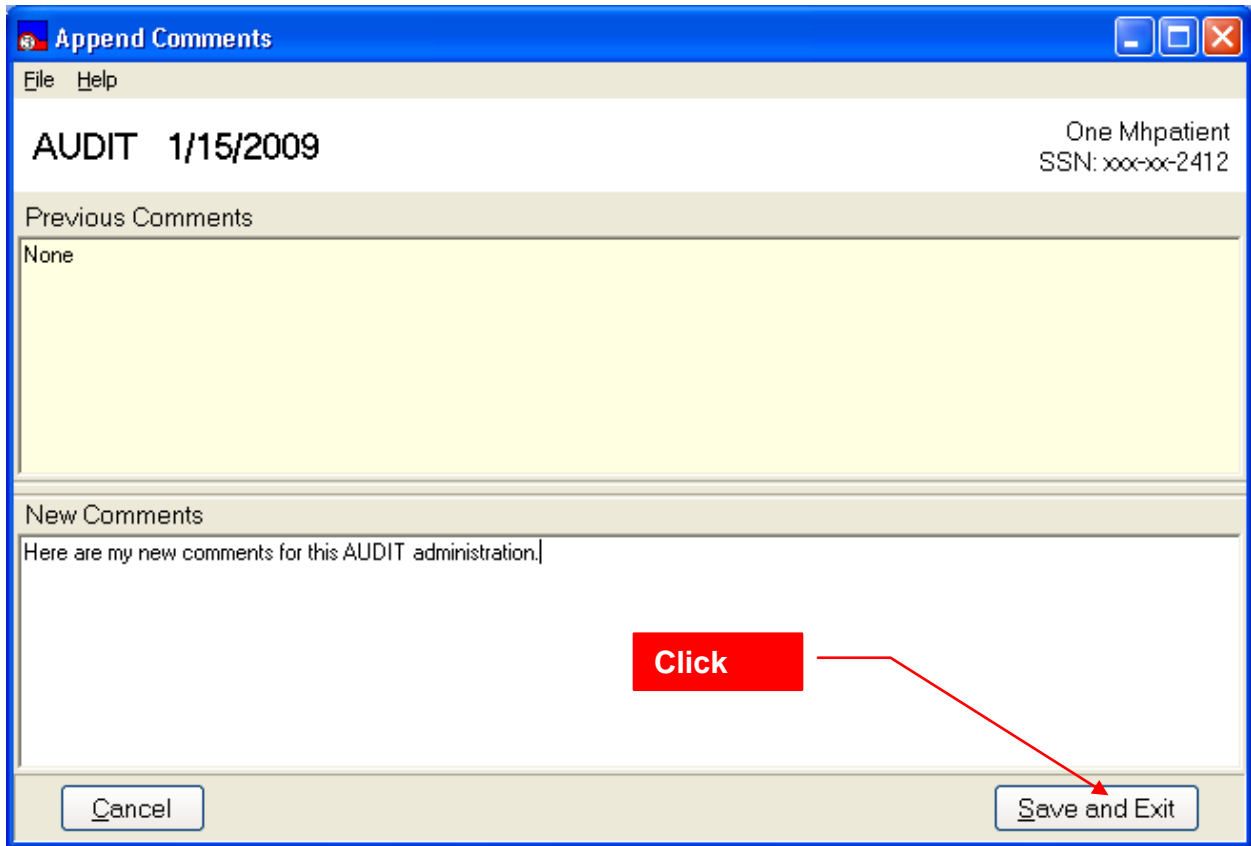 Append Comments
File Help
AUDIT 1/15/2009
One Mhpatient
SSN: xxx-xx-2412
Previous Comments
None
New Comments
Here are my new comments for this AUDIT administration.
Click
Cancel
Save and Exit